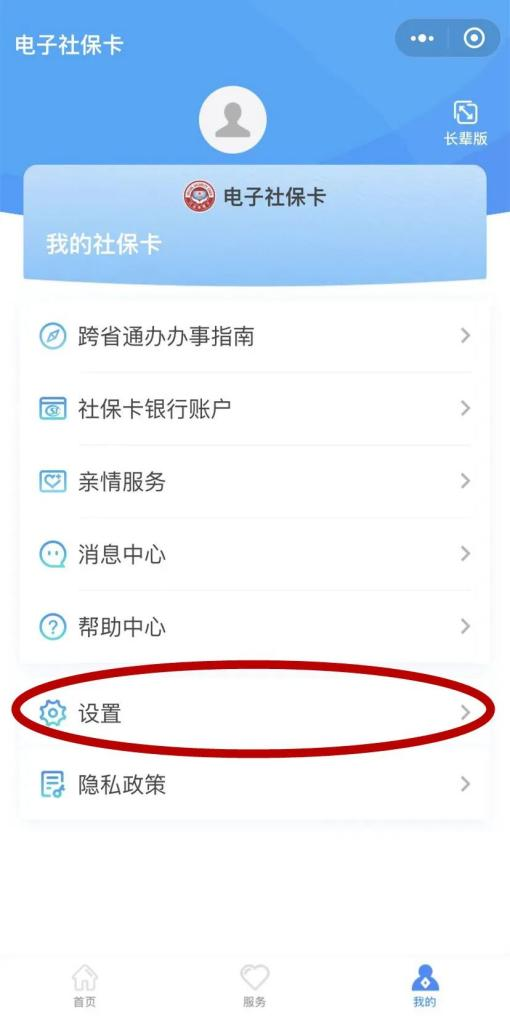 电子社保卡
长辈版
电子社保卡
我的社保卡
跨省通办办事指南
社保卡银行账户
亲情服务
消息中心
帮助中心
设置
隐私政策
首页
服务
我的